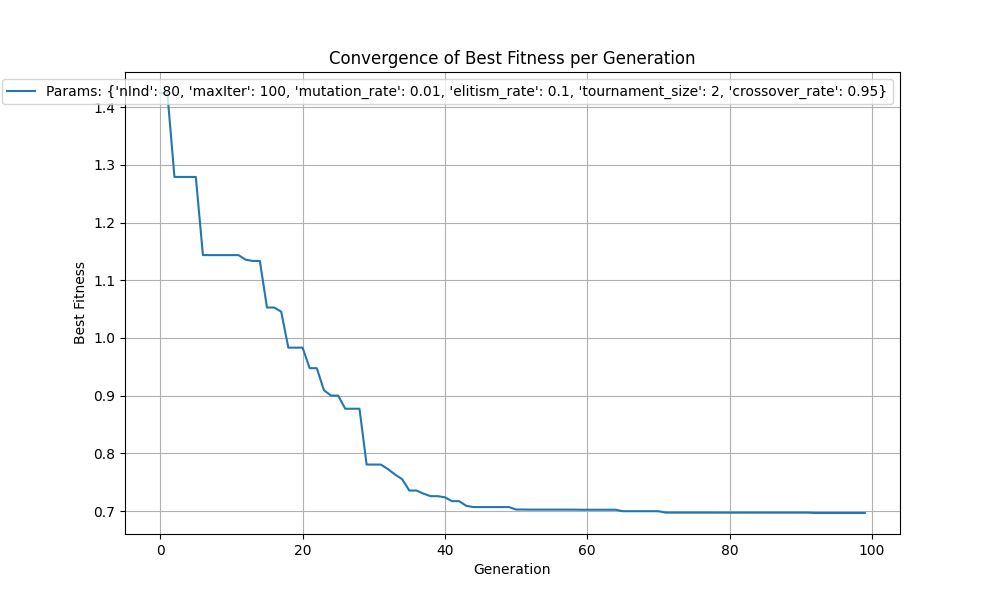 Convergence of Best Fitness per Generation
Params: {'nInd': 80, 'maxIter': 100, 'mutation_rate': 0.01, 'elitism_rate': 0.1, 'tournament_size': 2, 'crossover_rate': 0.95}
1.4
1.3
1.2
1.1
1.0
0.9
0.8
0.7
Best Fitness
0 20 40 60 80 100
Generation